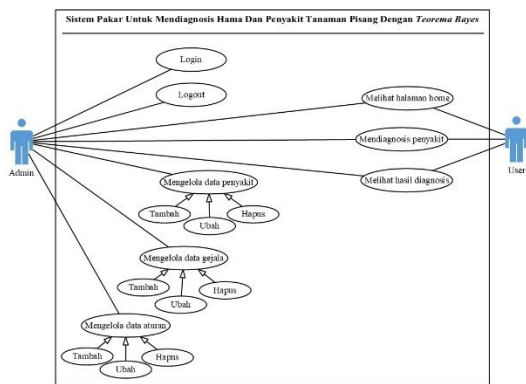 Sistem Pakar Untuk Mendiagnosis Hama Dan Penyakit Tanaman Pisang Dengan Teorema Bayes
Login
Logout
Melihat halaman home
Mendiagnosis penyakit
Admin
User
Melihat hasil diagnosis
Mengelola data penyakit
Tambah
Ubah
Hapus
Mengelola data gejala
Tambah
Ubah
Hapus
Mengelola data aturan
Tambah
Ubah
Hapus